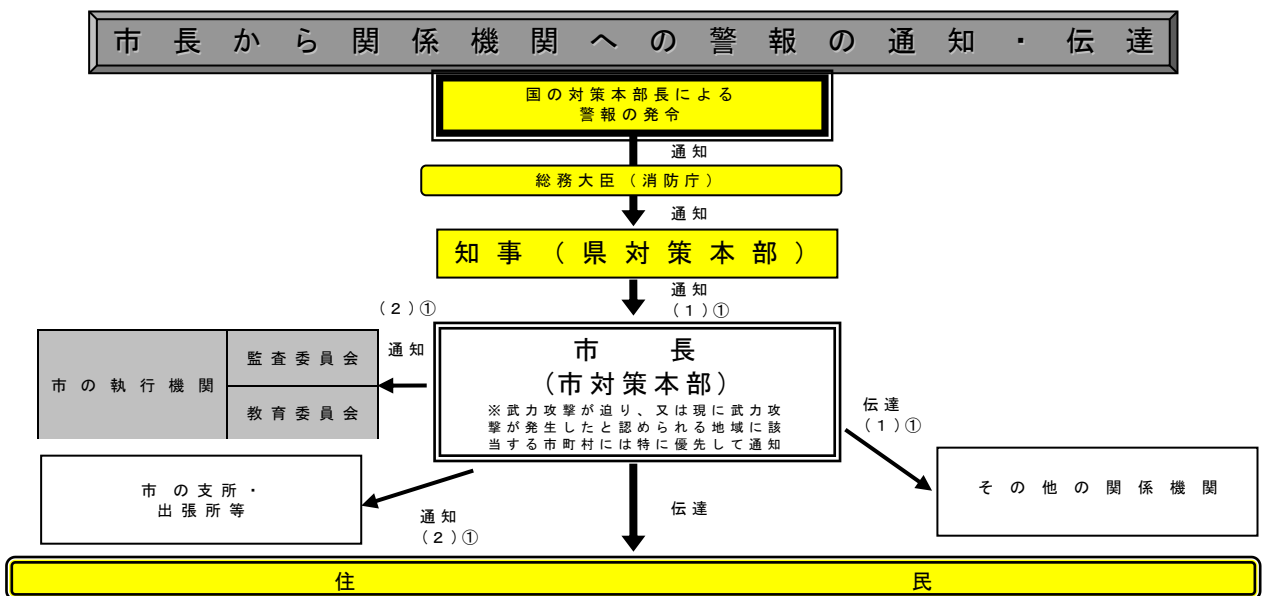 市長から関係機関への警報の通知・伝達
国の対策本部長による
警報の発令
通知
総務大臣（消防庁）
通知
知事（県対策本部）
通知
（１）①
（２）①
通知
市の執行機関
監査委員会
教育委員会
市長
（市対策本部）
※武力攻撃が迫り、又は現に武力攻
撃が発生したと認められる地域に該
当する市町村には特に優先して通知
伝達
（１）①
市の支所・
出張所等
通知
（２）①
伝達
その他の関係機関
住民